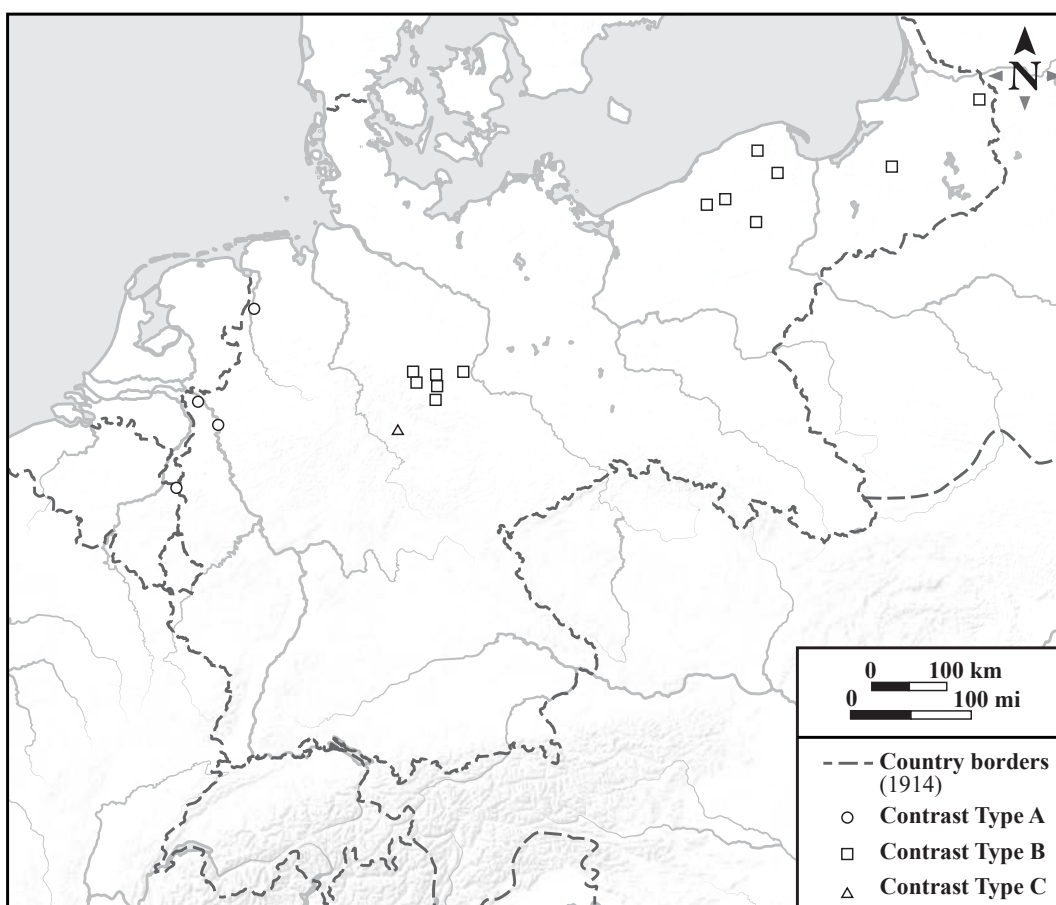 N
0 100 km
0 100 mi
Country borders
(1914)
Contrast Type A
Contrast Type B
Contrast Type C